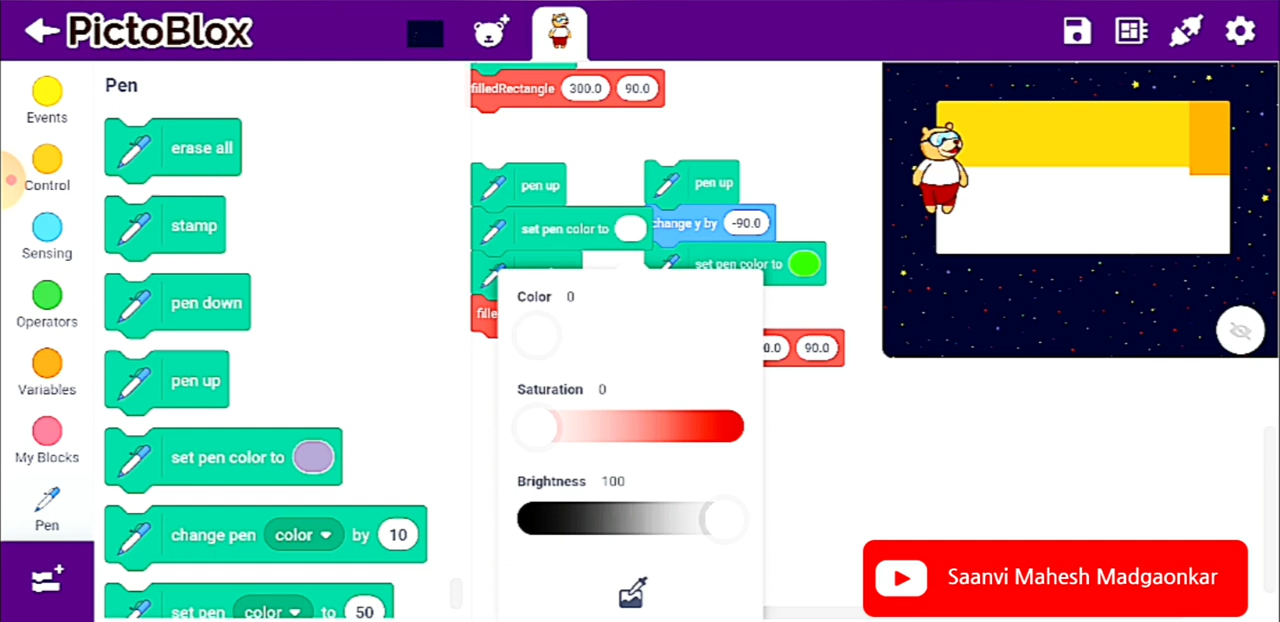 PictoBlox
Events
Control
Sensing
Operators
Variables
My Blocks
Pen
Pen
erase all
stamp
pen down
pen up
set pen color to
change pen color by 10
set pen color to 50
filledRectangle 300.0 90.0
pen up
set pen color to
fille
pen up
change y by -90.0
set pen color to
0.0 90.0
Color 0
Saturation 0
Brightness 100
Saanvi Mahesh Madgaonkar